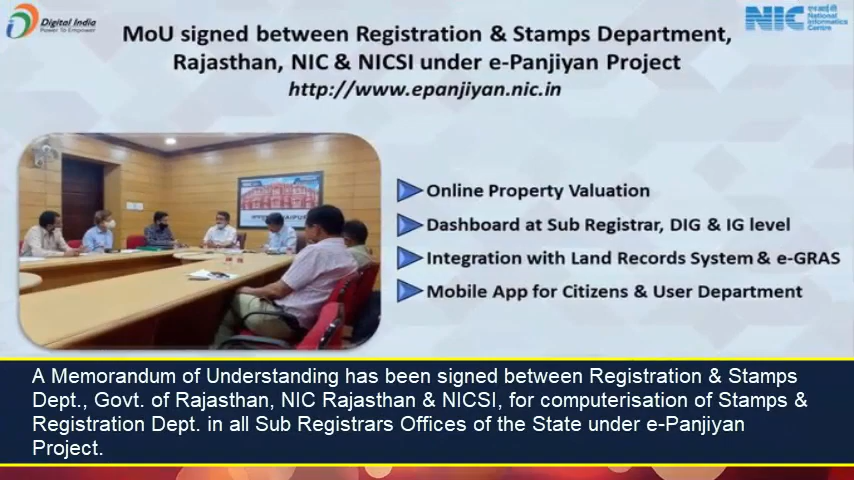 Digital India
Power To Empower
NIC
एन आई सी
National
Informatics
Centre
MoU signed between Registration & Stamps Department,
Rajasthan, NIC & NICSI under e-Panjiyan Project
http://www.epanjiyan.nic.in
Online Property Valuation
Dashboard at Sub Registrar, DIG & IG level
Integration with Land Records System & e-GRAS
Mobile App for Citizens & User Department
A Memorandum of Understanding has been signed between Registration & Stamps
Dept., Govt. of Rajasthan, NIC Rajasthan & NICSI, for computerisation of Stamps &
Registration Dept. in all Sub Registrars Offices of the State under e-Panjiyan
Project.